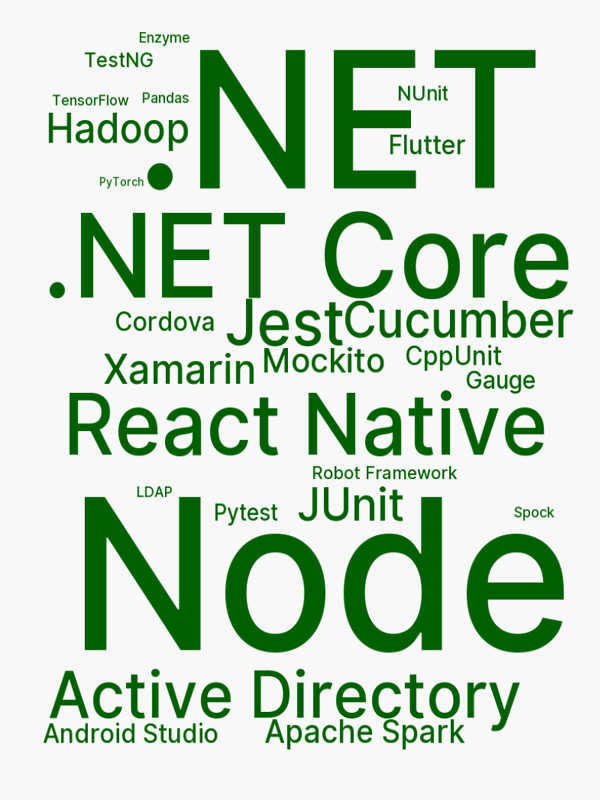 Enzyme
TestNG
.NET
NUnit
TensorFlow
Pandas
Hadoop
Flutter
PyTorch
.NET Core
Cordova
Jest
Cucumber
Xamarin
Mockito
CppUnit
Gauge
React Native
Robot Framework
LDAP
Pytest
JUnit
Spock
Node
Active Directory
Android Studio
Apache Spark